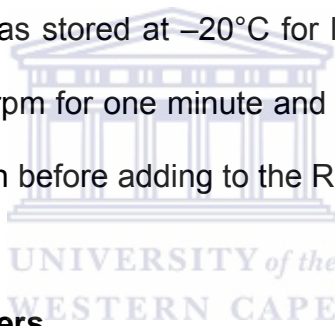 as stored at –20°C for
rpm for one minute and
before adding to the
UNIVERSITY of the
WESTERN CAPE